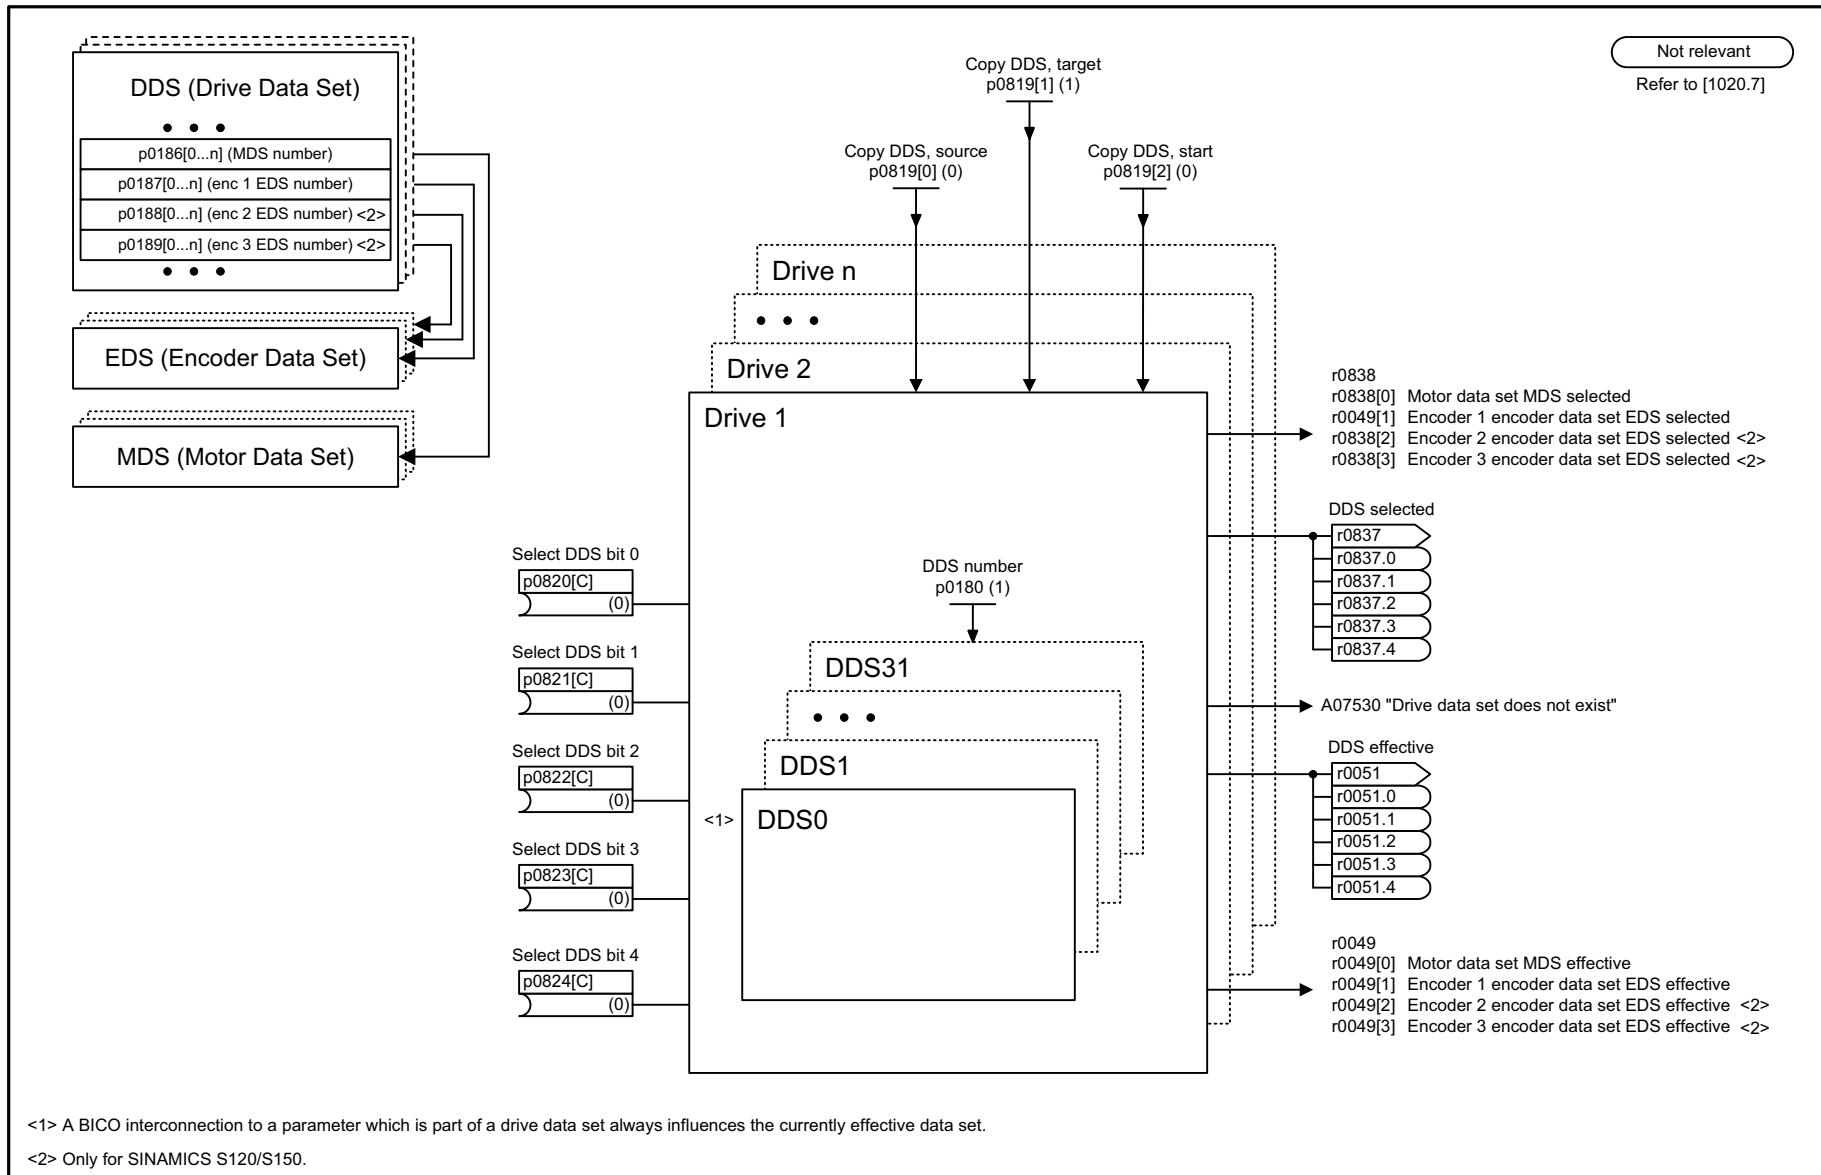 DDS (Drive Data Set)
• • •
p0186[0...n] (MDS number)
p0187[0...n] (enc 1 EDS number)
p0188[0...n] (enc 2 EDS number) <2>
p0189[0...n] (enc 3 EDS number) <2>
• • •
EDS (Encoder Data Set)
MDS (Motor Data Set)
Copy DDS, target
p0819[1] (1)
Copy DDS, source
p0819[0] (0)
Copy DDS, start
p0819[2] (0)
Not relevant
Refer to [1020.7]
Drive n
• • •
Drive 2
Drive 1
Select DDS bit 0
p0820[C]
(0)
Select DDS bit 1
p0821[C]
(0)
Select DDS bit 2
p0822[C]
(0)
Select DDS bit 3
p0823[C]
(0)
Select DDS bit 4
p0824[C]
(0)
DDS number
p0180 (1)
DDS31
• • •
DDS1
<1>
DDS0
r0838
r0838[0] Motor data set MDS selected
r0049[1] Encoder 1 encoder data set EDS selected
r0838[2] Encoder 2 encoder data set EDS selected <2>
r0838[3] Encoder 3 encoder data set EDS selected <2>
DDS selected
r0837
r0837.0
r0837.1
r0837.2
r0837.3
r0837.4
A07530 "Drive data set does not exist"
DDS effective
r0051
r0051.0
r0051.1
r0051.2
r0051.3
r0051.4
r0049
r0049[0] Motor data set MDS effective
r0049[1] Encoder 1 encoder data set EDS effective
r0049[2] Encoder 2 encoder data set EDS effective <2>
r0049[3] Encoder 3 encoder data set EDS effective <2>
<1> A BICO interconnection to a parameter which is part of a drive data set always influences the currently effective data set.
<2> Only for SINAMICS S120/S150.